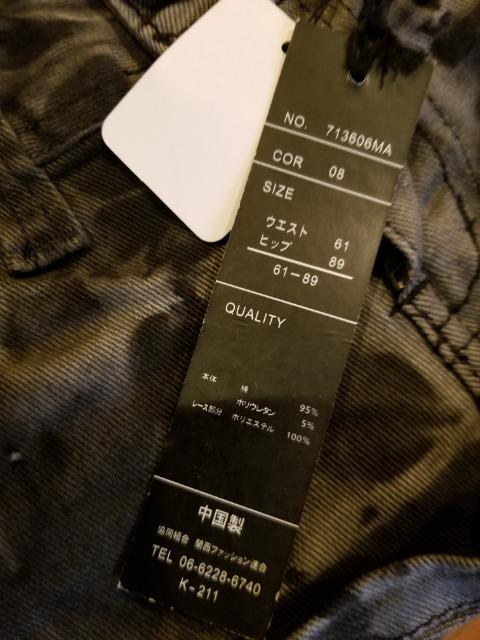 NO. 713606MA
COR 08
SIZE
ウエスト 61
ヒップ 89
61-89
QUALITY
本体 綿 95%
ポリウレタン 5%
レース部分 ポリエステル 100%
中国製
協同組合 関西ファッション連合
TEL 06-6228-6740
K-211